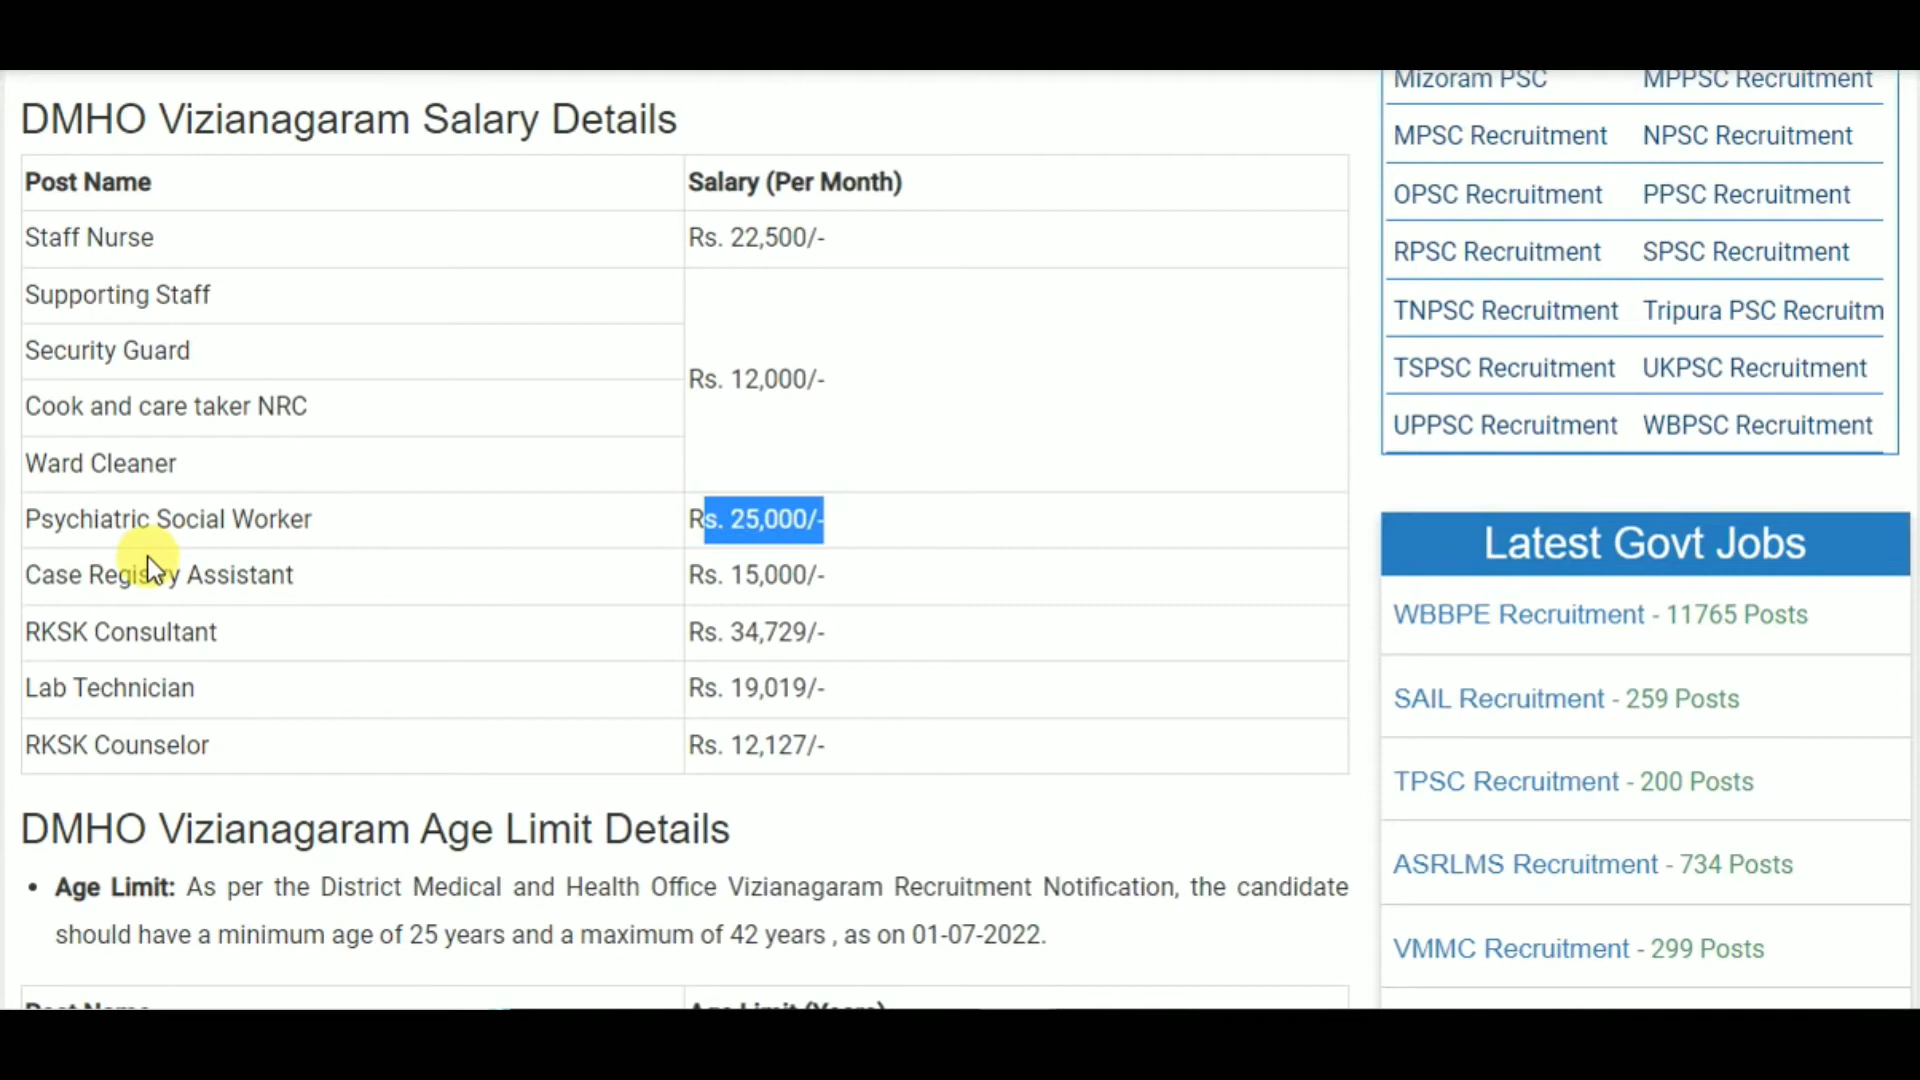 DMHO Vizianagaram Salary Details
Post Name Salary (Per Month)
Staff Nurse Rs. 22,500/-
Supporting Staff
Security Guard
Rs. 12,000/-
Cook and care taker NRC
Ward Cleaner
Psychiatric Social Worker Rs. 25,000/-
Case Registry Assistant Rs. 15,000/-
RKSK Consultant Rs. 34,729/-
Lab Technician Rs. 19,019/-
RKSK Counselor Rs. 12,127/-
DMHO Vizianagaram Age Limit Details
• Age Limit: As per the District Medical and Health Office Vizianagaram Recruitment Notification, the candidate
should have a minimum age of 25 years and a maximum of 42 years , as on 01-07-2022.
Post Name Age Limit (Years)
Mizoram PSC MPPSC Recruitment
MPSC Recruitment NPSC Recruitment
OPSC Recruitment PPSC Recruitment
RPSC Recruitment SPSC Recruitment
TNPSC Recruitment Tripura PSC Recruitm
TSPSC Recruitment UKPSC Recruitment
UPPSC Recruitment WBPSC Recruitment
Latest Govt Jobs
WBBPE Recruitment - 11765 Posts
SAIL Recruitment - 259 Posts
TPSC Recruitment - 200 Posts
ASRLMS Recruitment - 734 Posts
VMMC Recruitment - 299 Posts